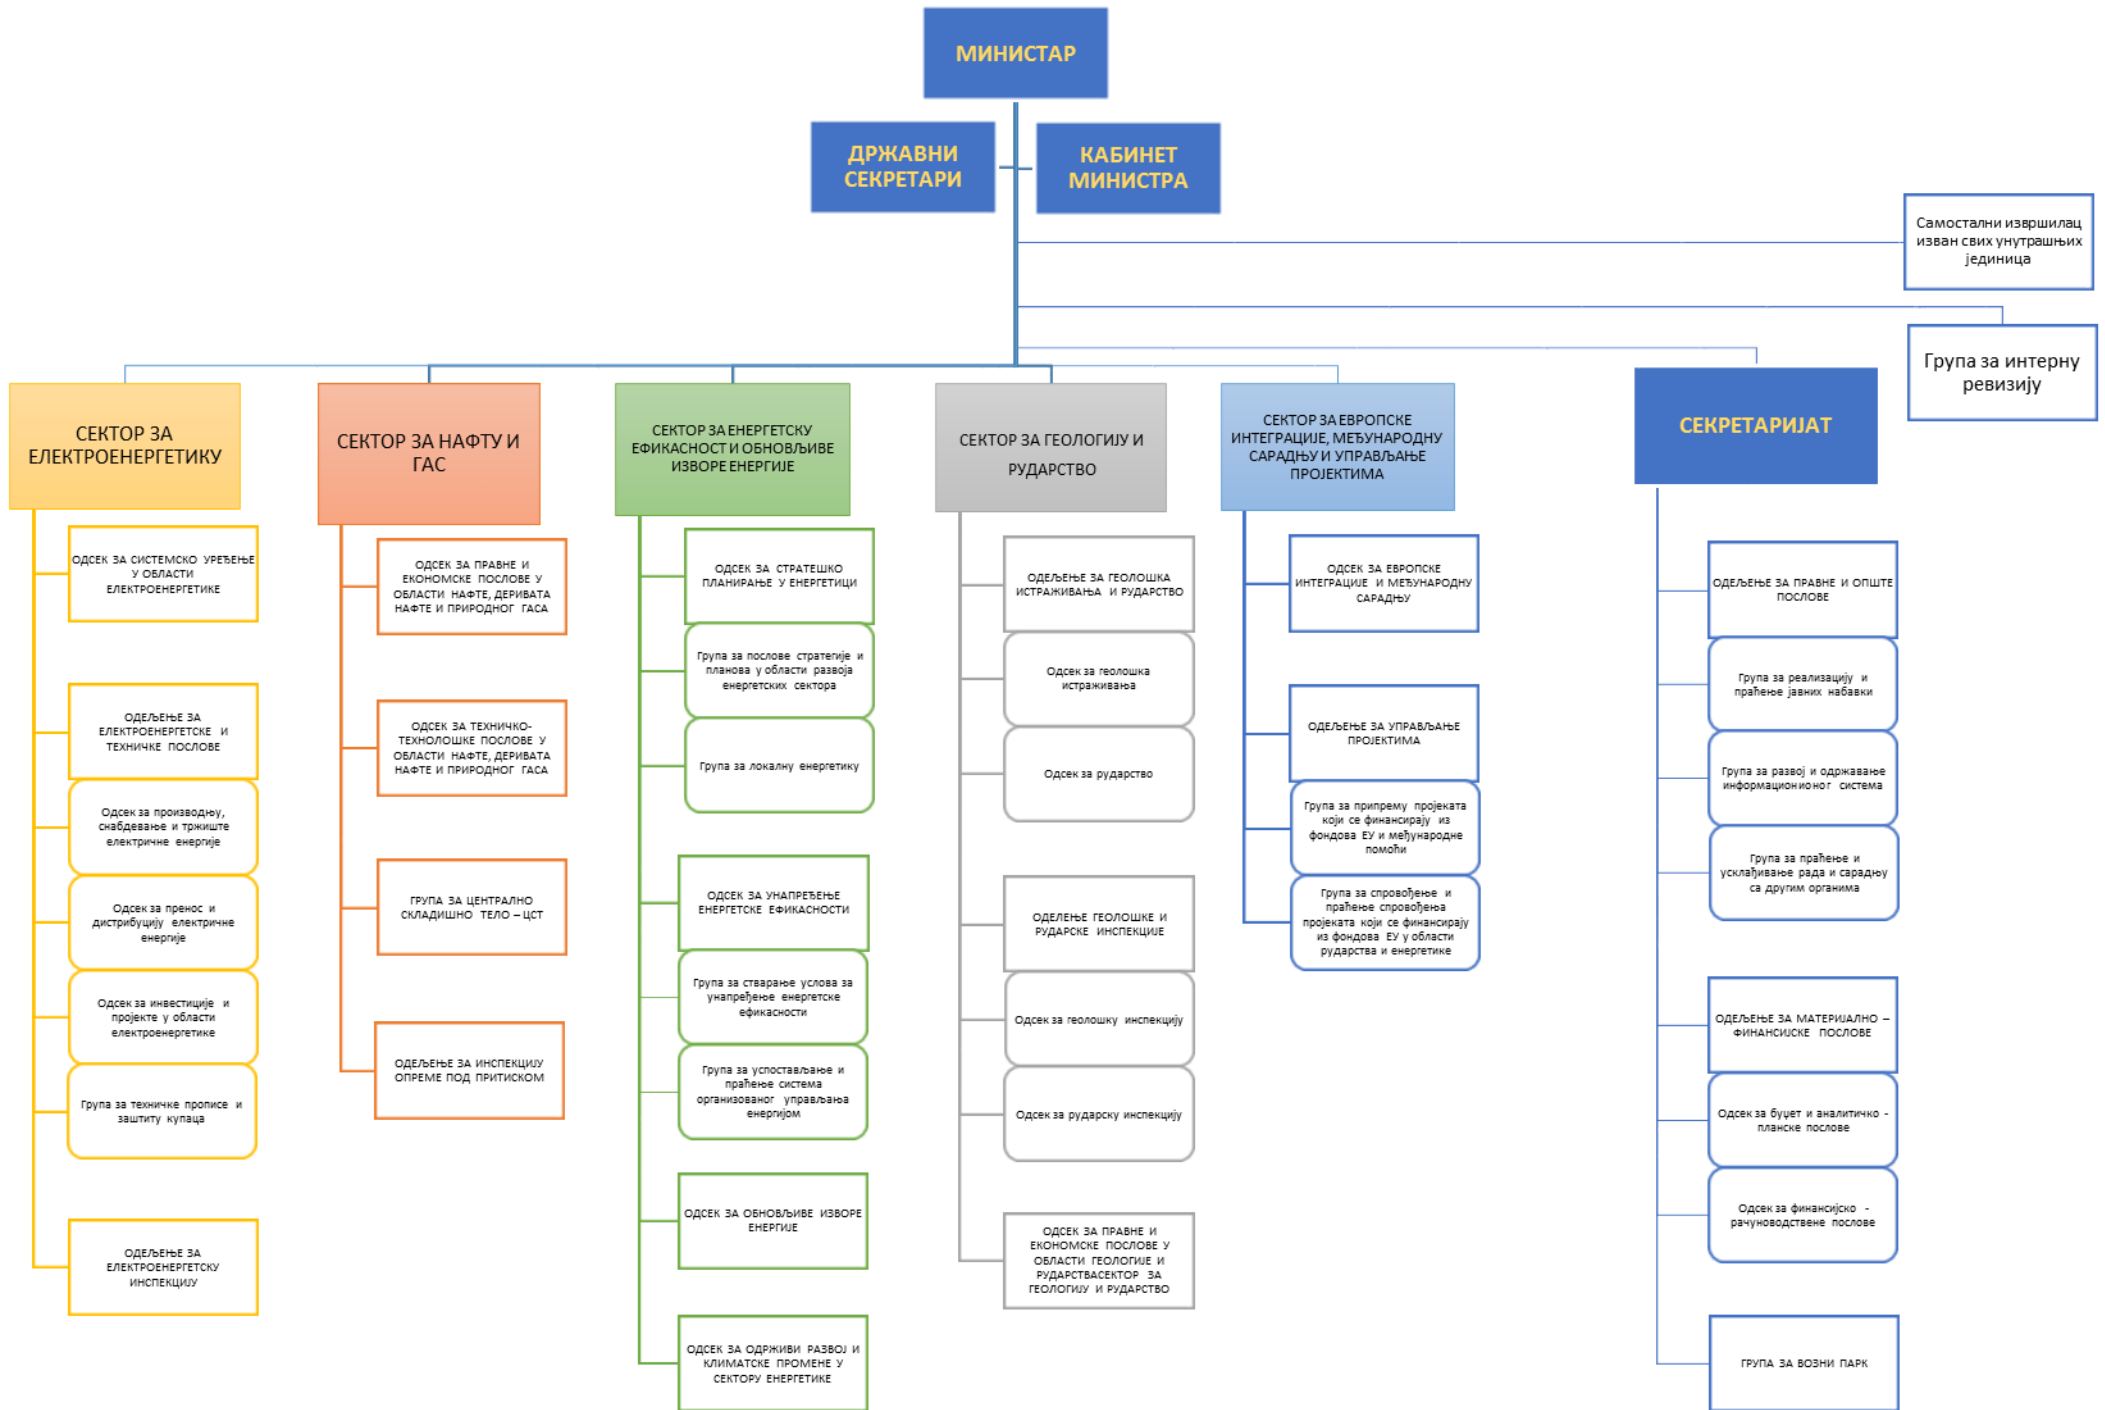 МИНИСТАР
ДРЖАВНИ
СЕКРЕТАРИ
КАБИНЕТ
МИНИСТРА
Самостални извршилац
изван свих унутрашњих
јединица
Група за интерну
ревизију
СЕКТОР ЗА
ЕЛЕКТРОЕНЕРГЕТИКУ
ОДСЕК ЗА СИСТЕМСКО УРЕЂЕЊЕ
У ОБЛАСТИ
ЕЛЕКТРОЕНЕРГЕТИКЕ
ОДЕЉЕЊЕ ЗА
ЕЛЕКТРОЕНЕРГЕТСКЕ И
ТЕХНИЧКЕ ПОСЛОВЕ
Одсек за производњу,
снабдевање и тржиште
електричне енергије
Одсек за пренос и
дистрибуцију електричне
енергије
Одсек за инвестиције и
пројекте у области
електроенергетике
Група за техничке прописе и
заштиту купаца
ОДЕЉЕЊЕ ЗА
ЕЛЕКТРОЕНЕРГЕТСКУ
ИНСПЕКЦИЈУ
СЕКТОР ЗА НАФТУ И
ГАС
ОДСЕК ЗА ПРАВНЕ И
ЕКОНОМСКЕ ПОСЛОВЕ У
ОБЛАСТИ НАФТЕ, ДЕРИВАТА
НАФТЕ И ПРИРОДНОГ ГАСА
ОДСЕК ЗА ТЕХНИЧКО-
ТЕХНОЛОШКЕ ПОСЛОВЕ У
ОБЛАСТИ НАФТЕ, ДЕРИВАТА
НАФТЕ И ПРИРОДНОГ ГАСА
ГРУПА ЗА ЦЕНТРАЛНО
СКЛАДИШНО ТЕЛО – ЦСТ
ОДЕЉЕЊЕ ЗА ИНСПЕКЦИЈУ
ОПРЕМЕ ПОД ПРИТИСКОМ
СЕКТОР ЗА ЕНЕРГЕТСКУ
ЕФИКАСНОСТ И ОБНОВЉИВЕ
ИЗВОРЕ ЕНЕРГИЈЕ
ОДСЕК ЗА СТРАТЕШКО
ПЛАНИРАЊЕ У ЕНЕРГЕТИЦИ
Група за послове стратегије и
планова у области развоја
енергетских сектора
Група за локалну енергетику
ОДСЕК ЗА УНАПРЕЂЕЊЕ
ЕНЕРГЕТСКЕ ЕФИКАСНОСТИ
Група за стварање услова за
унапређење енергетске
ефикасности
Група за успостављање и
праћење система
организованог управљања
енергијом
ОДСЕК ЗА ОБНОВЉИВЕ ИЗВОРЕ
ЕНЕРГИЈЕ
ОДСЕК ЗА ОДРЖИВИ РАЗВОЈ И
КЛИМАТСКЕ ПРОМЕНЕ У
СЕКТОРУ ЕНЕРГЕТИКЕ
СЕКТОР ЗА ГЕОЛОГИЈУ И
РУДАРСТВО
ОДЕЉЕЊЕ ЗА ГЕОЛОШКА
ИСТРАЖИВАЊА И РУДАРСТВО
Одсек за геолошка
истраживања
Одсек за рударство
ОДЕЛЕЊЕ ГЕОЛОШКЕ И
РУДАРСКЕ ИНСПЕКЦИЈЕ
Одсек за геолошку инспекцију
Одсек за рударску инспекцију
ОДСЕК ЗА ПРАВНЕ И
ЕКОНОМСКЕ ПОСЛОВЕ У
ОБЛАСТИ ГЕОЛОГИЈЕ И
РУДАРСТВАСЕКТОР ЗА
ГЕОЛОГИЈУ И РУДАРСТВО
СЕКТОР ЗА ЕВРОПСКЕ
ИНТЕГРАЦИЈЕ, МЕЂУНАРОДНУ
САРАДЊУ И УПРАВЉАЊЕ
ПРОЈЕКТИМА
ОДСЕК ЗА ЕВРОПСКЕ
ИНТЕГРАЦИЈЕ И МЕЂУНАРОДНУ
САРАДЊУ
ОДЕЉЕЊЕ ЗА УПРАВЉАЊЕ
ПРОЈЕКТИМА
Група за припрему пројеката
који се финансирају из
фондова ЕУ и међународне
помоћи
Група за спровођење и
праћење спровођења
пројеката који се финансирају
из фондова ЕУ у области
рударства и енергетике
СЕКРЕТАРИЈАТ
ОДЕЉЕЊЕ ЗА ПРАВНЕ И ОПШТЕ
ПОСЛОВЕ
Група за реализацију и
праћење јавних набавки
Група за развој и одржавање
информационионог система
Група за праћење и
усклађивање рада и сарадњу
са другим органима
ОДЕЉЕЊЕ ЗА МАТЕРИЈАЛНО –
ФИНАНСИЈСКЕ ПОСЛОВЕ
Одсек за буџет и аналитичко -
планске послове
Одсек за финансијско -
рачуноводствене послове
ГРУПА ЗА ВОЗНИ ПАРК